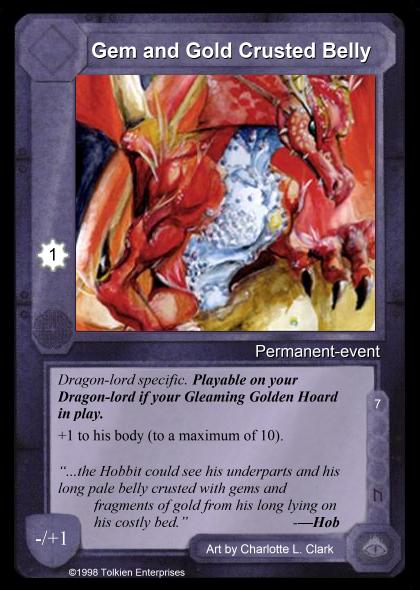 Gem and Gold Crusted Belly
1
Permanent-event
Dragon-lord specific. Playable on your
Dragon-lord if your Gleaming Golden Hoard
in play.
+1 to his body (to a maximum of 10).
“...the Hobbit could see his underparts and his
long pale belly crusted with gems and
fragments of gold from his long lying on
his costly bed.” -—Hob
7
-/+1
Art by Charlotte L. Clark
©1998 Tolkien Enterprises